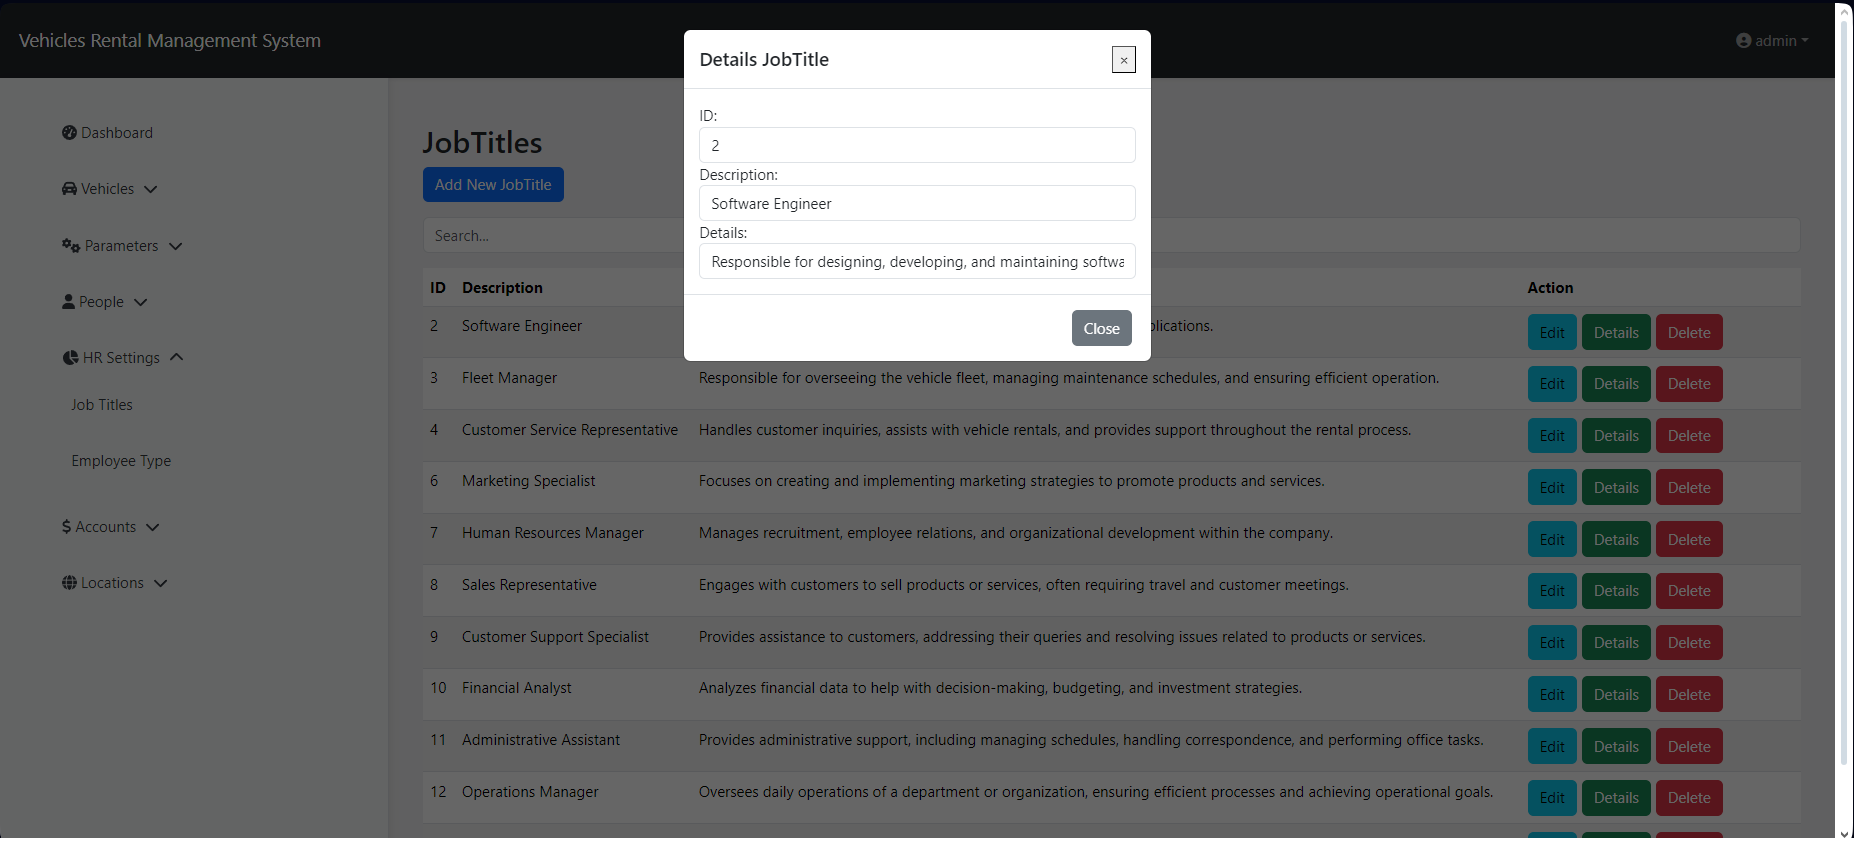 Vehicles Rental Management System
admin
Details JobTitle
×
ID:
2
Description:
Software Engineer
Details:
Responsible for designing, developing, and maintaining softwa
Close
Dashboard
Vehicles
Parameters
People
HR Settings
Job Titles
Employee Type
Accounts
Locations
JobTitles
Add New JobTitle
Search...
ID Description Action
2 Software Engineer plications. Edit Details Delete
3 Fleet Manager Responsible for overseeing the vehicle fleet, managing maintenance schedules, and ensuring efficient operation. Edit Details Delete
4 Customer Service Representative Handles customer inquiries, assists with vehicle rentals, and provides support throughout the rental process. Edit Details Delete
6 Marketing Specialist Focuses on creating and implementing marketing strategies to promote products and services. Edit Details Delete
7 Human Resources Manager Manages recruitment, employee relations, and organizational development within the company. Edit Details Delete
8 Sales Representative Engages with customers to sell products or services, often requiring travel and customer meetings. Edit Details Delete
9 Customer Support Specialist Provides assistance to customers, addressing their queries and resolving issues related to products or services. Edit Details Delete
10 Financial Analyst Analyzes financial data to help with decision-making, budgeting, and investment strategies. Edit Details Delete
11 Administrative Assistant Provides administrative support, including managing schedules, handling correspondence, and performing office tasks. Edit Details Delete
12 Operations Manager Oversees daily operations of a department or organization, ensuring efficient processes and achieving operational goals. Edit Details Delete